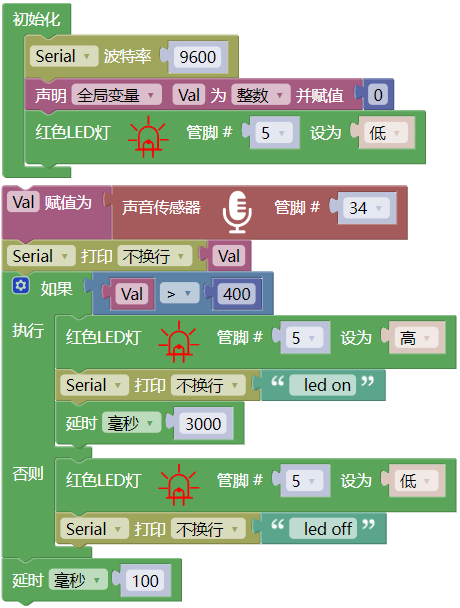 初始化
Serial 波特率 9600
声明 全局变量 Val 为 整数 并赋值 0
红色LED灯 管脚 # 5 设为 低
Val 赋值为 声音传感器 管脚 # 34
Serial 打印 不换行 Val
如果 Val > 400
执行 红色LED灯 管脚 # 5 设为 高
Serial 打印 不换行 “ led on ”
延时 毫秒 3000
否则 红色LED灯 管脚 # 5 设为 低
Serial 打印 不换行 “ led off ”
延时 毫秒 100